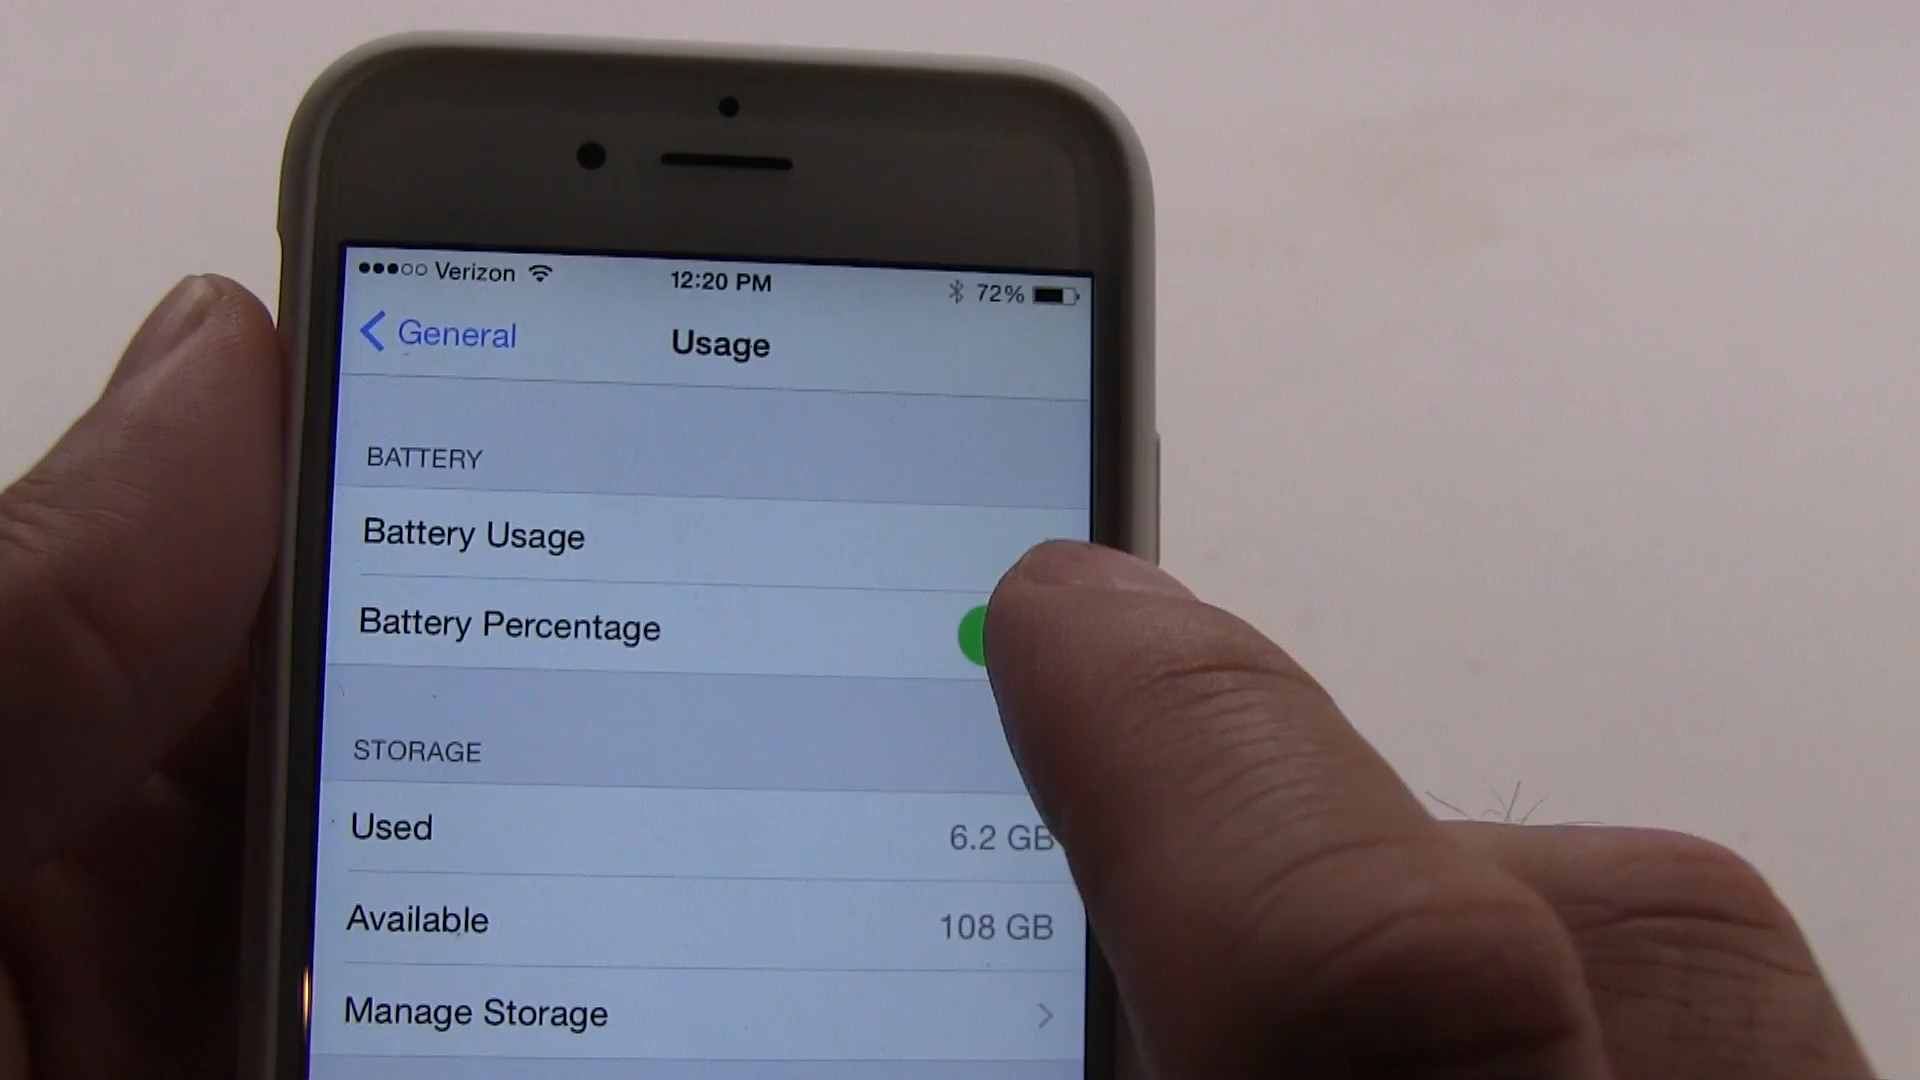 Verizon 12:20 PM 72%
General Usage
BATTERY
Battery Usage
Battery Percentage
STORAGE
Used 6.2 GB
Available 108 GB
Manage Storage